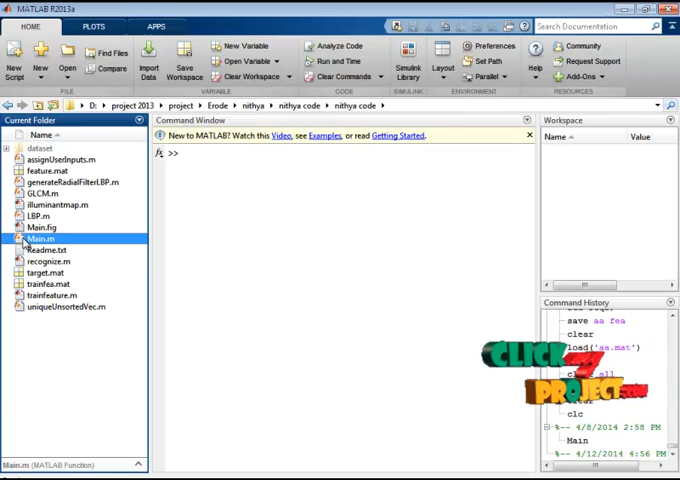 MATLAB R2013a
HOME PLOTS APPS
Search Documentation
New Script
New
Open
Find Files
Compare
Import Data
Save Workspace
New Variable
Open Variable
Clear Workspace
Analyze Code
Run and Time
Clear Commands
Simulink Library
Layout
Preferences
Set Path
Parallel
Help
Community
Request Support
Add-Ons
FILE VARIABLE CODE SIMULINK ENVIRONMENT RESOURCES
D: project 2013 project Erode nithya nithya code nithya code
Current Folder
Name
dataset
assignUserInputs.m
feature.mat
generateRadialFilterLBP.m
GLCM.m
illuminantmap.m
LBP.m
Main.fig
Main.m
Readme.txt
recognize.m
target.mat
trainfea.mat
trainfeature.m
uniqueUnsortedVec.m
Main.m (MATLAB Function)
Command Window
New to MATLAB? Watch this Video, see Examples, or read Getting Started.
fx >>
Workspace
Name Value
Command History
save aa fea
clear
load('aa.mat')
all
clc
%-- 4/8/2014 2:58 PM
Main
%-- 4/12/2014 4:56 PM
CLICK MY
PROJECT.COM